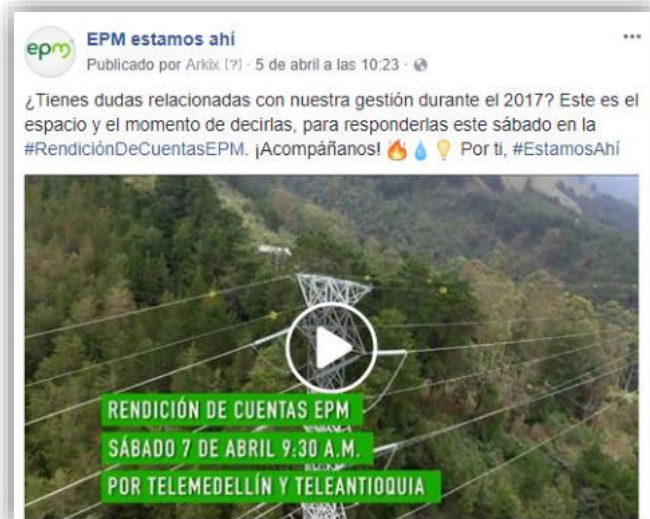 epm
EPM estamos ahí
Publicado por Arkix [?] · 5 de abril a las 10:23 ·
¿Tienes dudas relacionadas con nuestra gestión durante el 2017? Este es el
espacio y el momento de decirlas, para responderlas este sábado en la
#RendiciónDeCuentasEPM. ¡Acompáñanos! 🔥💧💡 Por ti, #EstamosAhí
RENDICIÓN DE CUENTAS EPM
SÁBADO 7 DE ABRIL 9:30 A.M.
POR TELEMEDELLÍN Y TELEANTIOQUIA